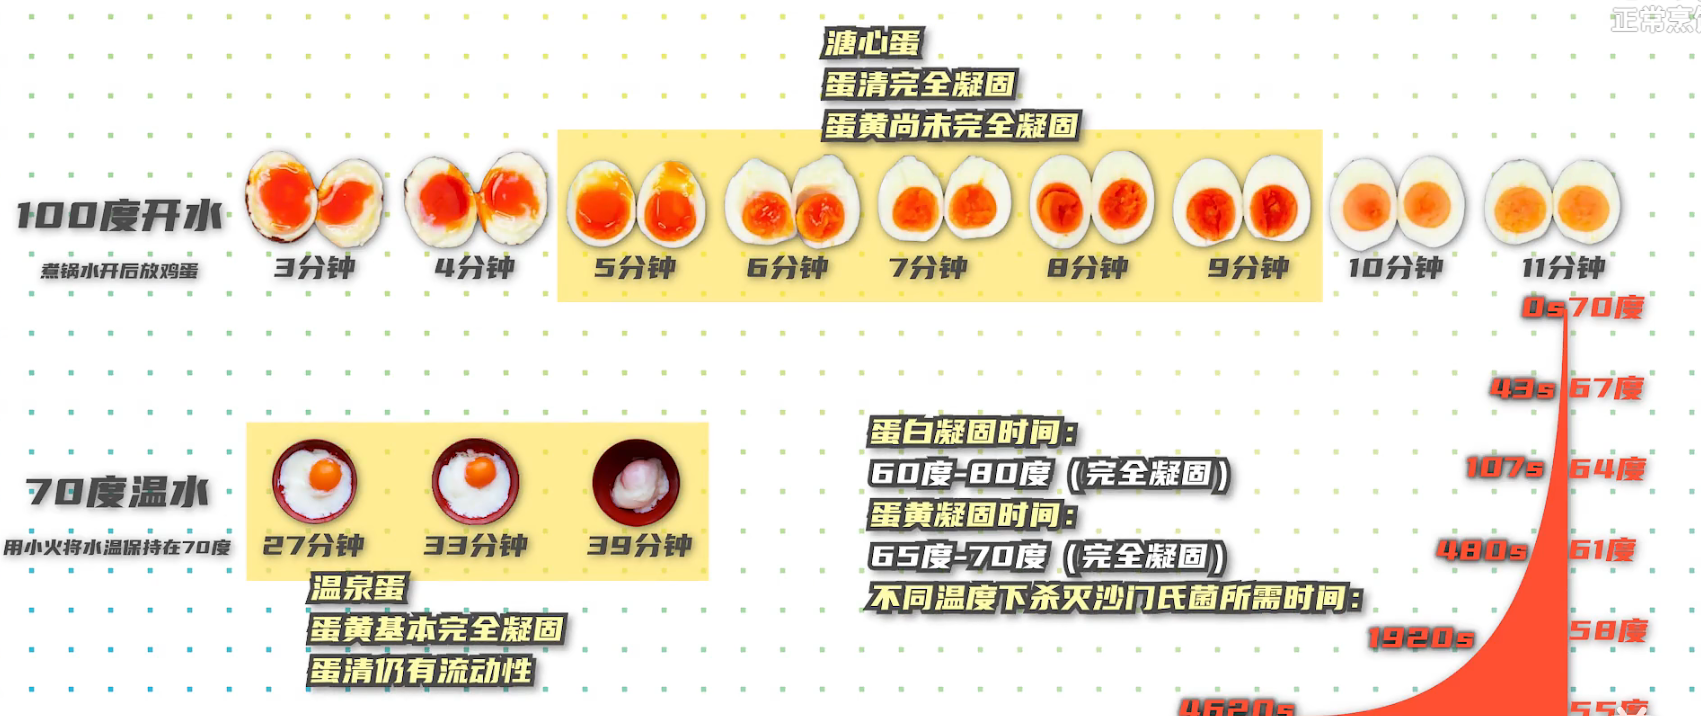 正常烹
溏心蛋
蛋清完全凝固
蛋黄尚未完全凝固
100度开水
煮锅水开后放鸡蛋
3分钟 4分钟 5分钟 6分钟 7分钟 8分钟 9分钟 10分钟 11分钟
0s 70度
43s 67度
107s 64度
480s 61度
1920s 58度
4620s 55度
70度温水
用小火将水温保持在70度
27分钟 33分钟 39分钟
温泉蛋
蛋黄基本完全凝固
蛋清仍有流动性
蛋白凝固时间：
60度-80度（完全凝固）
蛋黄凝固时间：
65度-70度（完全凝固）
不同温度下杀灭沙门氏菌所需时间：